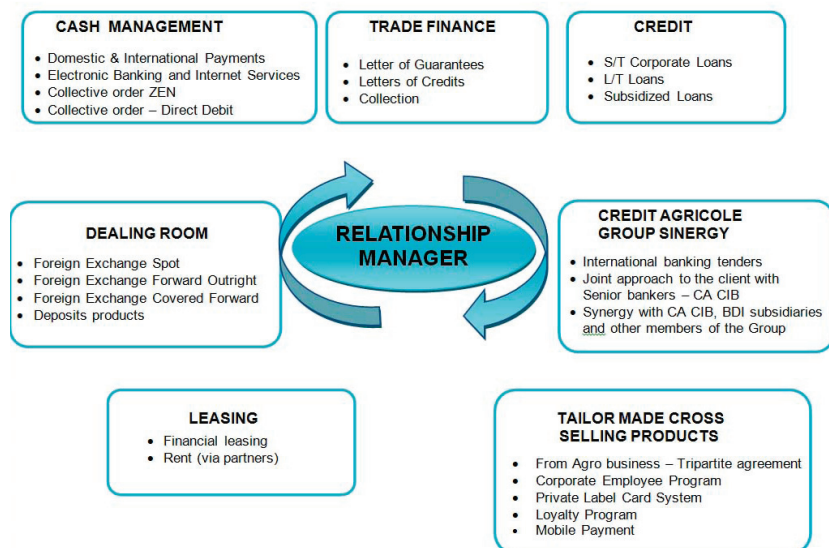 CASH MANAGEMENT
• Domestic & International Payments
• Electronic Banking and Internet Services
• Collective order ZEN
• Collective order – Direct Debit
TRADE FINANCE
• Letter of Guarantees
• Letters of Credits
• Collection
CREDIT
• S/T Corporate Loans
• L/T Loans
• Subsidized Loans
DEALING ROOM
• Foreign Exchange Spot
• Foreign Exchange Forward Outright
• Foreign Exchange Covered Forward
• Deposits products
RELATIONSHIP
MANAGER
CREDIT AGRICOLE
GROUP SINERGY
• International banking tenders
• Joint approach to the client with
Senior bankers – CA CIB
• Synergy with CA CIB, BDI subsidiaries
and other members of the Group
LEASING
• Financial leasing
• Rent (via partners)
TAILOR MADE CROSS
SELLING PRODUCTS
• From Agro business – Tripartite agreement
• Corporate Employee Program
• Private Label Card System
• Loyalty Program
• Mobile Payment